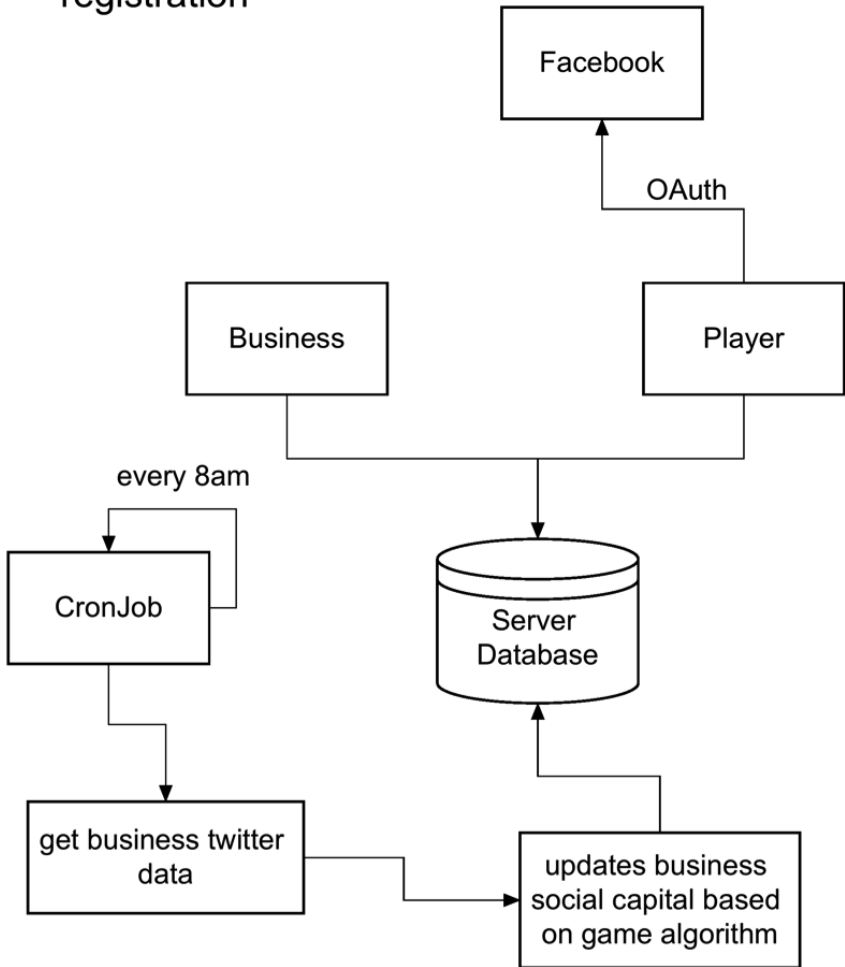 registration
Facebook
OAuth
Business
Player
every 8am
CronJob
Server
Database
get business twitter
data
updates business
social capital based
on game algorithm